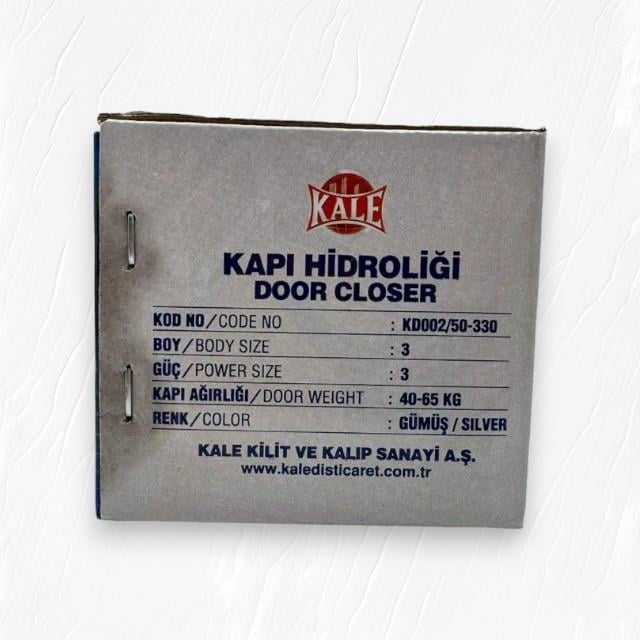 KALE
KAPI HİDROLİĞİ
DOOR CLOSER
KOD NO/CODE NO : KD002/50-330
BOY/BODY SIZE : 3
GÜÇ/POWER SIZE : 3
KAPI AĞIRLIĞI/DOOR WEIGHT : 40-65 KG
RENK/COLOR : GÜMÜŞ / SILVER
KALE KİLİT VE KALIP SANAYİ A.Ş.
www.kaledisticaret.com.tr